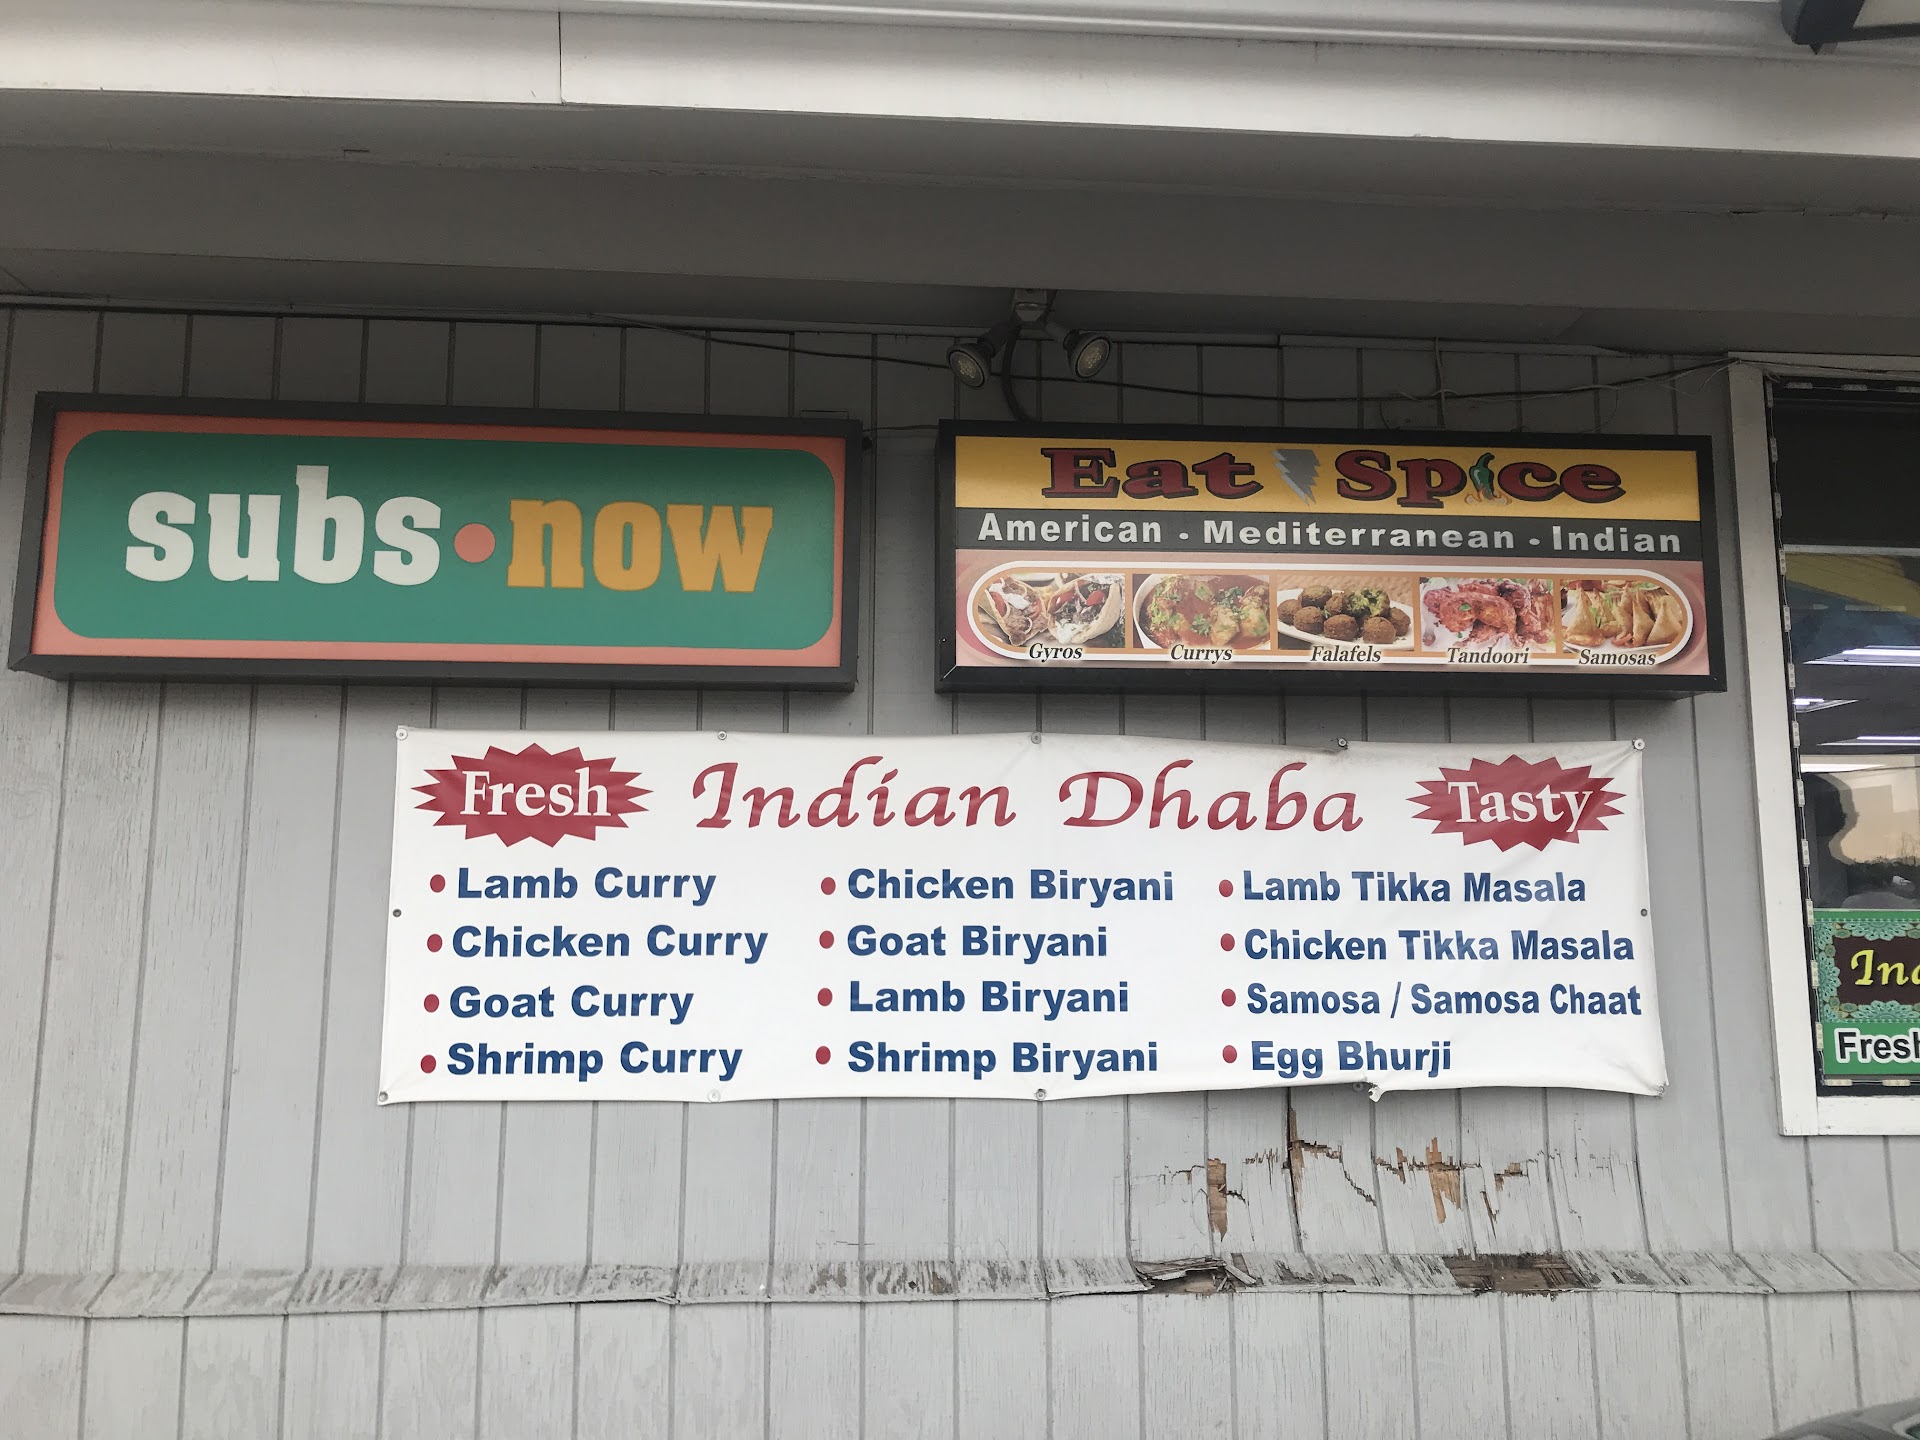 subs•now
Eat Spice
American • Mediterranean • Indian
Gyros Currys Falafels Tandoori Samosas
Fresh Indian Dhaba Tasty
• Lamb Curry
• Chicken Curry
• Goat Curry
• Shrimp Curry
• Chicken Biryani
• Goat Biryani
• Lamb Biryani
• Shrimp Biryani
• Lamb Tikka Masala
• Chicken Tikka Masala
• Samosa / Samosa Chaat
• Egg Bhurji
Fresh